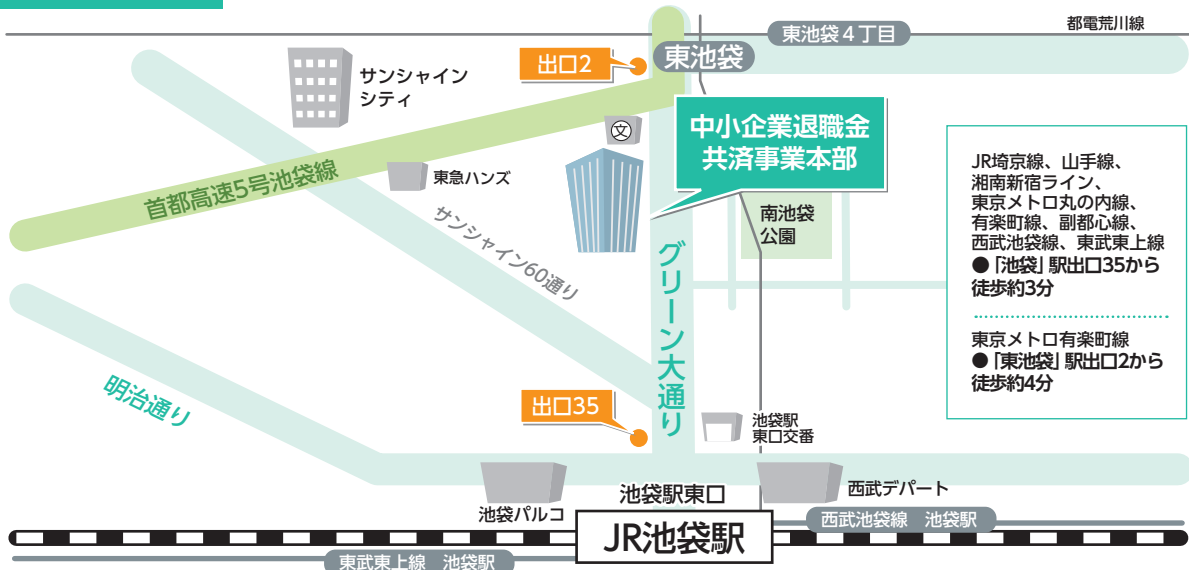 都電荒川線
東池袋4丁目
出口2
東池袋
サンシャイン
シティ
文
中小企業退職金
共済事業本部
首都高速5号池袋線
東急ハンズ
サンシャイン60通り
南池袋
公園
グリーン大通り
JR埼京線、山手線、
湘南新宿ライン、
東京メトロ丸の内線、
有楽町線、副都心線、
西武池袋線、東武東上線
●「池袋」駅出口35から
徒歩約3分
東京メトロ有楽町線
●「東池袋」駅出口2から
徒歩約4分
明治通り
出口35
池袋駅
東口交番
池袋パルコ
池袋駅東口
西武デパート
JR池袋駅
西武池袋線 池袋駅
東武東上線 池袋駅